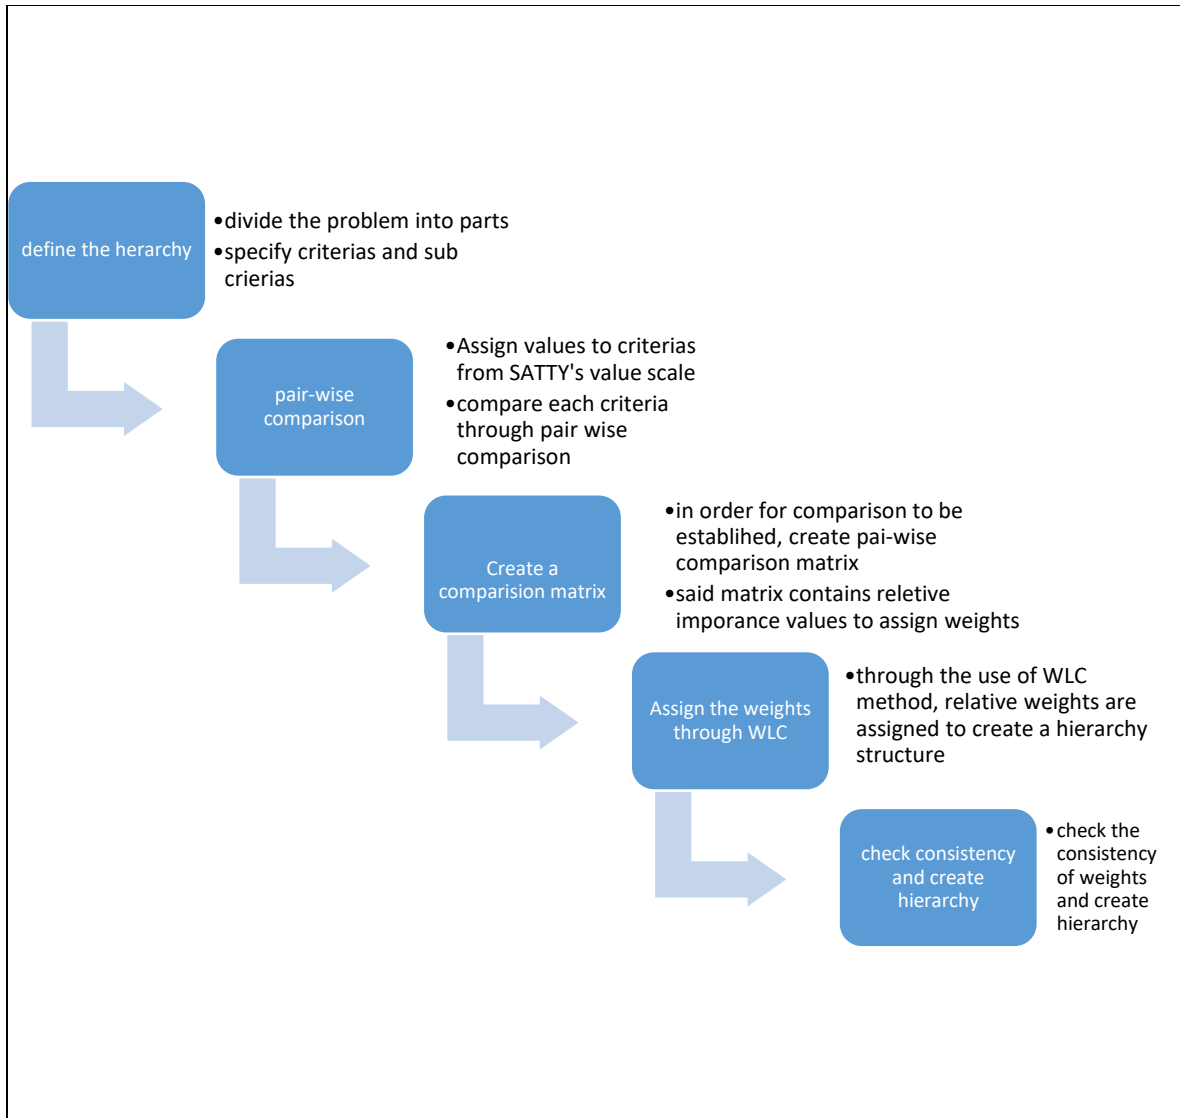 define the herarchy
•divide the problem into parts
•specify criterias and sub
crierias
pair-wise
comparison
•Assign values to criterias
from SATTY's value scale
•compare each criteria
through pair wise
comparison
Create a
comparision matrix
•in order for comparison to be
establihed, create pai-wise
comparison matrix
•said matrix contains reletive
imporance values to assign weights
Assign the weights
through WLC
•through the use of WLC
method, relative weights are
assigned to create a hierarchy
structure
check consistency
and create
hierarchy
•check the
consistency
of weights
and create
hierarchy